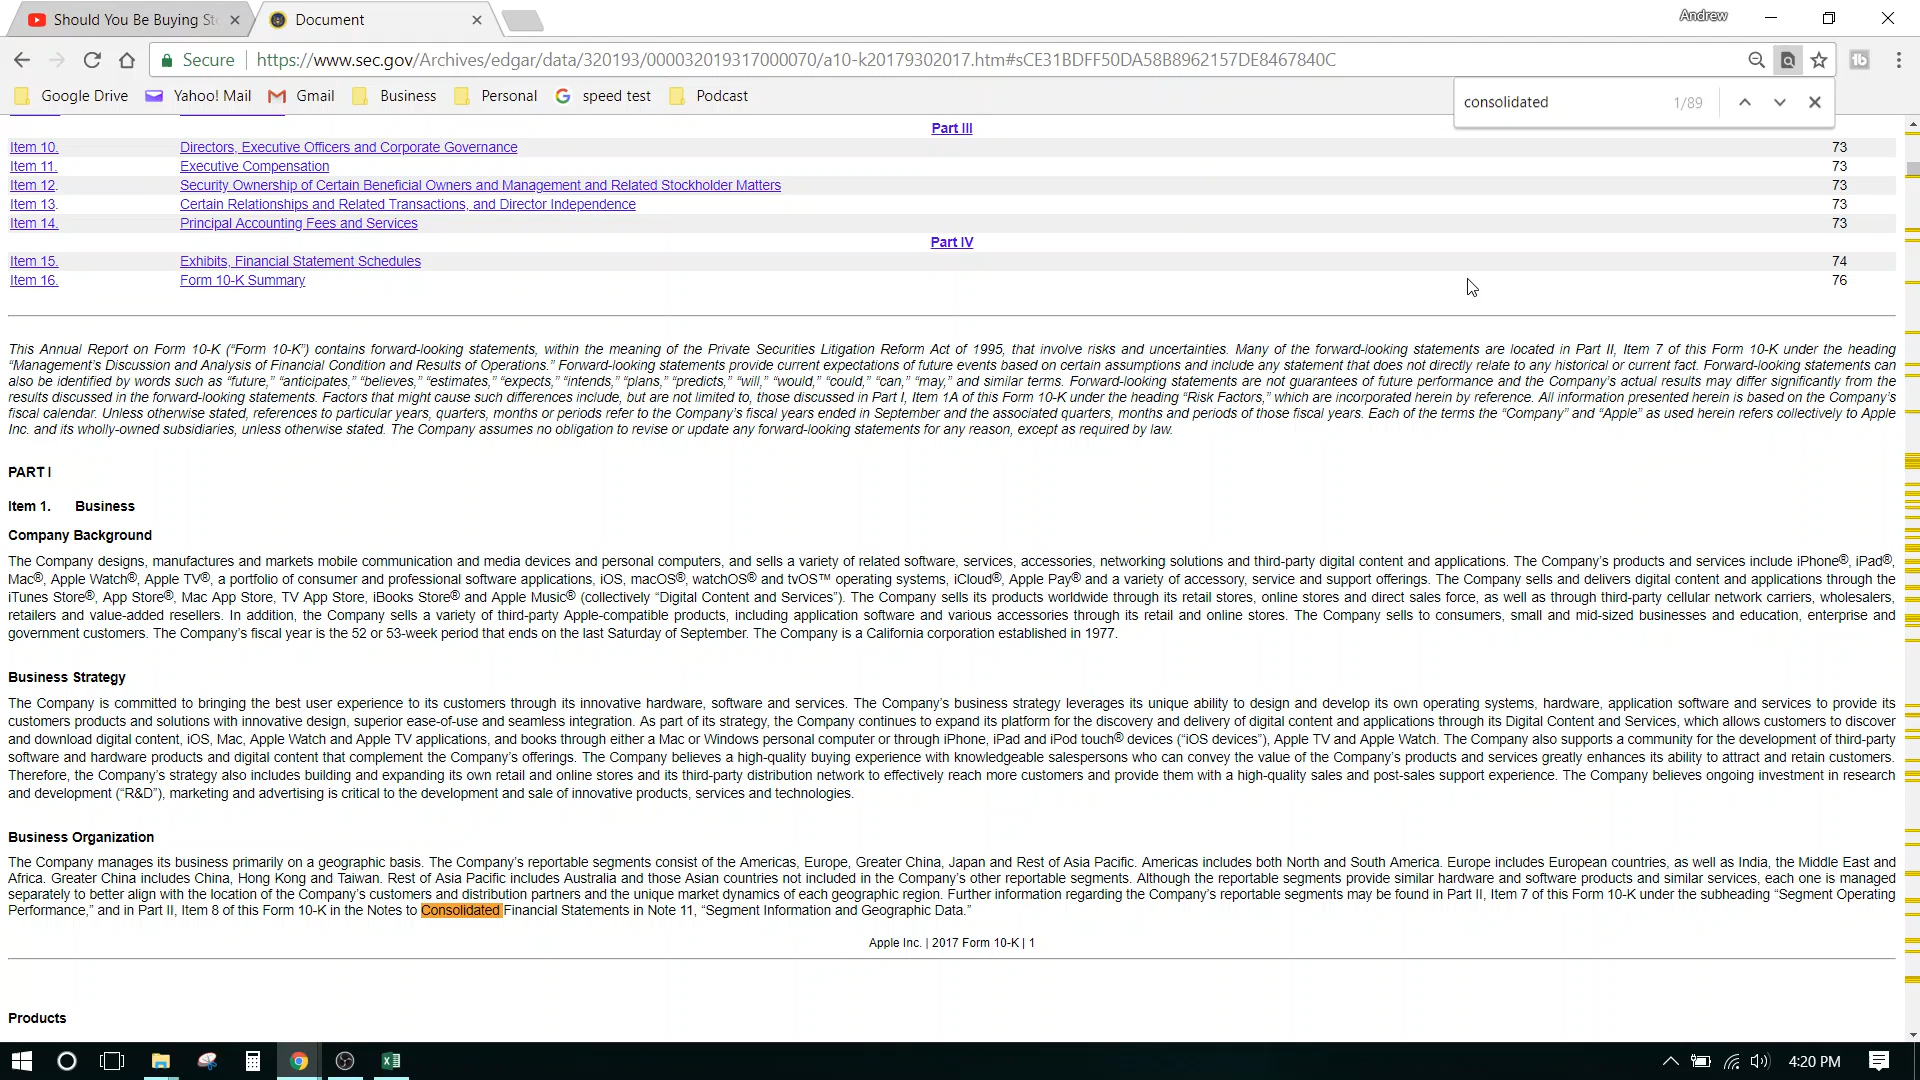 Should You Be Buying Sto
Document
Andrew
Secure
https://www.sec.gov/Archives/edgar/data/320193/000032019317000070/a10-k20179302017.htm#sCE31BDFF50DA58B8962157DE8467840C
Google Drive
Yahoo! Mail
Gmail
Business
Personal
speed test
Podcast
consolidated 1/89
Part III
Item 10. Directors, Executive Officers and Corporate Governance 73
Item 11. Executive Compensation 73
Item 12. Security Ownership of Certain Beneficial Owners and Management and Related Stockholder Matters 73
Item 13. Certain Relationships and Related Transactions, and Director Independence 73
Item 14. Principal Accounting Fees and Services 73
Part IV
Item 15. Exhibits, Financial Statement Schedules 74
Item 16. Form 10-K Summary 76
This Annual Report on Form 10-K (“Form 10-K”) contains forward-looking statements, within the meaning of the Private Securities Litigation Reform Act of 1995, that involve risks and uncertainties. Many of the forward-looking statements are located in Part II, Item 7 of this Form 10-K under the heading
“Management’s Discussion and Analysis of Financial Condition and Results of Operations.” Forward-looking statements provide current expectations of future events based on certain assumptions and include any statement that does not directly relate to any historical or current fact. Forward-looking statements can
also be identified by words such as “future,” “anticipates,” “believes,” “estimates,” “expects,” “intends,” “plans,” “predicts,” “will,” “would,” “could,” “can,” “may,” and similar terms. Forward-looking statements are not guarantees of future performance and the Company’s actual results may differ significantly from the
results discussed in the forward-looking statements. Factors that might cause such differences include, but are not limited to, those discussed in Part I, Item 1A of this Form 10-K under the heading “Risk Factors,” which are incorporated herein by reference. All information presented herein is based on the Company’s
fiscal calendar. Unless otherwise stated, references to particular years, quarters, months or periods refer to the Company’s fiscal years ended in September and the associated quarters, months and periods of those fiscal years. Each of the terms the “Company” and “Apple” as used herein refers collectively to Apple
Inc. and its wholly-owned subsidiaries, unless otherwise stated. The Company assumes no obligation to revise or update any forward-looking statements for any reason, except as required by law.
PART I
Item 1. Business
Company Background
The Company designs, manufactures and markets mobile communication and media devices and personal computers, and sells a variety of related software, services, accessories, networking solutions and third-party digital content and applications. The Company’s products and services include iPhone®, iPad®,
Mac®, Apple Watch®, Apple TV®, a portfolio of consumer and professional software applications, iOS, macOS®, watchOS® and tvOS™ operating systems, iCloud®, Apple Pay® and a variety of accessory, service and support offerings. The Company sells and delivers digital content and applications through the
iTunes Store®, App Store®, Mac App Store, TV App Store, iBooks Store® and Apple Music® (collectively “Digital Content and Services”). The Company sells its products worldwide through its retail stores, online stores and direct sales force, as well as through third-party cellular network carriers, wholesalers,
retailers and value-added resellers. In addition, the Company sells a variety of third-party Apple-compatible products, including application software and various accessories through its retail and online stores. The Company sells to consumers, small and mid-sized businesses and education, enterprise and
government customers. The Company’s fiscal year is the 52 or 53-week period that ends on the last Saturday of September. The Company is a California corporation established in 1977.
Business Strategy
The Company is committed to bringing the best user experience to its customers through its innovative hardware, software and services. The Company’s business strategy leverages its unique ability to design and develop its own operating systems, hardware, application software and services to provide its
customers products and solutions with innovative design, superior ease-of-use and seamless integration. As part of its strategy, the Company continues to expand its platform for the discovery and delivery of digital content and applications through its Digital Content and Services, which allows customers to discover
and download digital content, iOS, Mac, Apple Watch and Apple TV applications, and books through either a Mac or Windows personal computer or through iPhone, iPad and iPod touch® devices (“iOS devices”), Apple TV and Apple Watch. The Company also supports a community for the development of third-party
software and hardware products and digital content that complement the Company’s offerings. The Company believes a high-quality buying experience with knowledgeable salespersons who can convey the value of the Company’s products and services greatly enhances its ability to attract and retain customers.
Therefore, the Company’s strategy also includes building and expanding its own retail and online stores and its third-party distribution network to effectively reach more customers and provide them with a high-quality sales and post-sales support experience. The Company believes ongoing investment in research
and development (“R&D”), marketing and advertising is critical to the development and sale of innovative products, services and technologies.
Business Organization
The Company manages its business primarily on a geographic basis. The Company’s reportable segments consist of the Americas, Europe, Greater China, Japan and Rest of Asia Pacific. Americas includes both North and South America. Europe includes European countries, as well as India, the Middle East and
Africa. Greater China includes China, Hong Kong and Taiwan. Rest of Asia Pacific includes Australia and those Asian countries not included in the Company’s other reportable segments. Although the reportable segments provide similar hardware and software products and similar services, each one is managed
separately to better align with the location of the Company’s customers and distribution partners and the unique market dynamics of each geographic region. Further information regarding the Company’s reportable segments may be found in Part II, Item 7 of this Form 10-K under the subheading “Segment Operating
Performance,” and in Part II, Item 8 of this Form 10-K in the Notes to Consolidated Financial Statements in Note 11, “Segment Information and Geographic Data.”
Apple Inc. | 2017 Form 10-K | 1
Products
4:20 PM